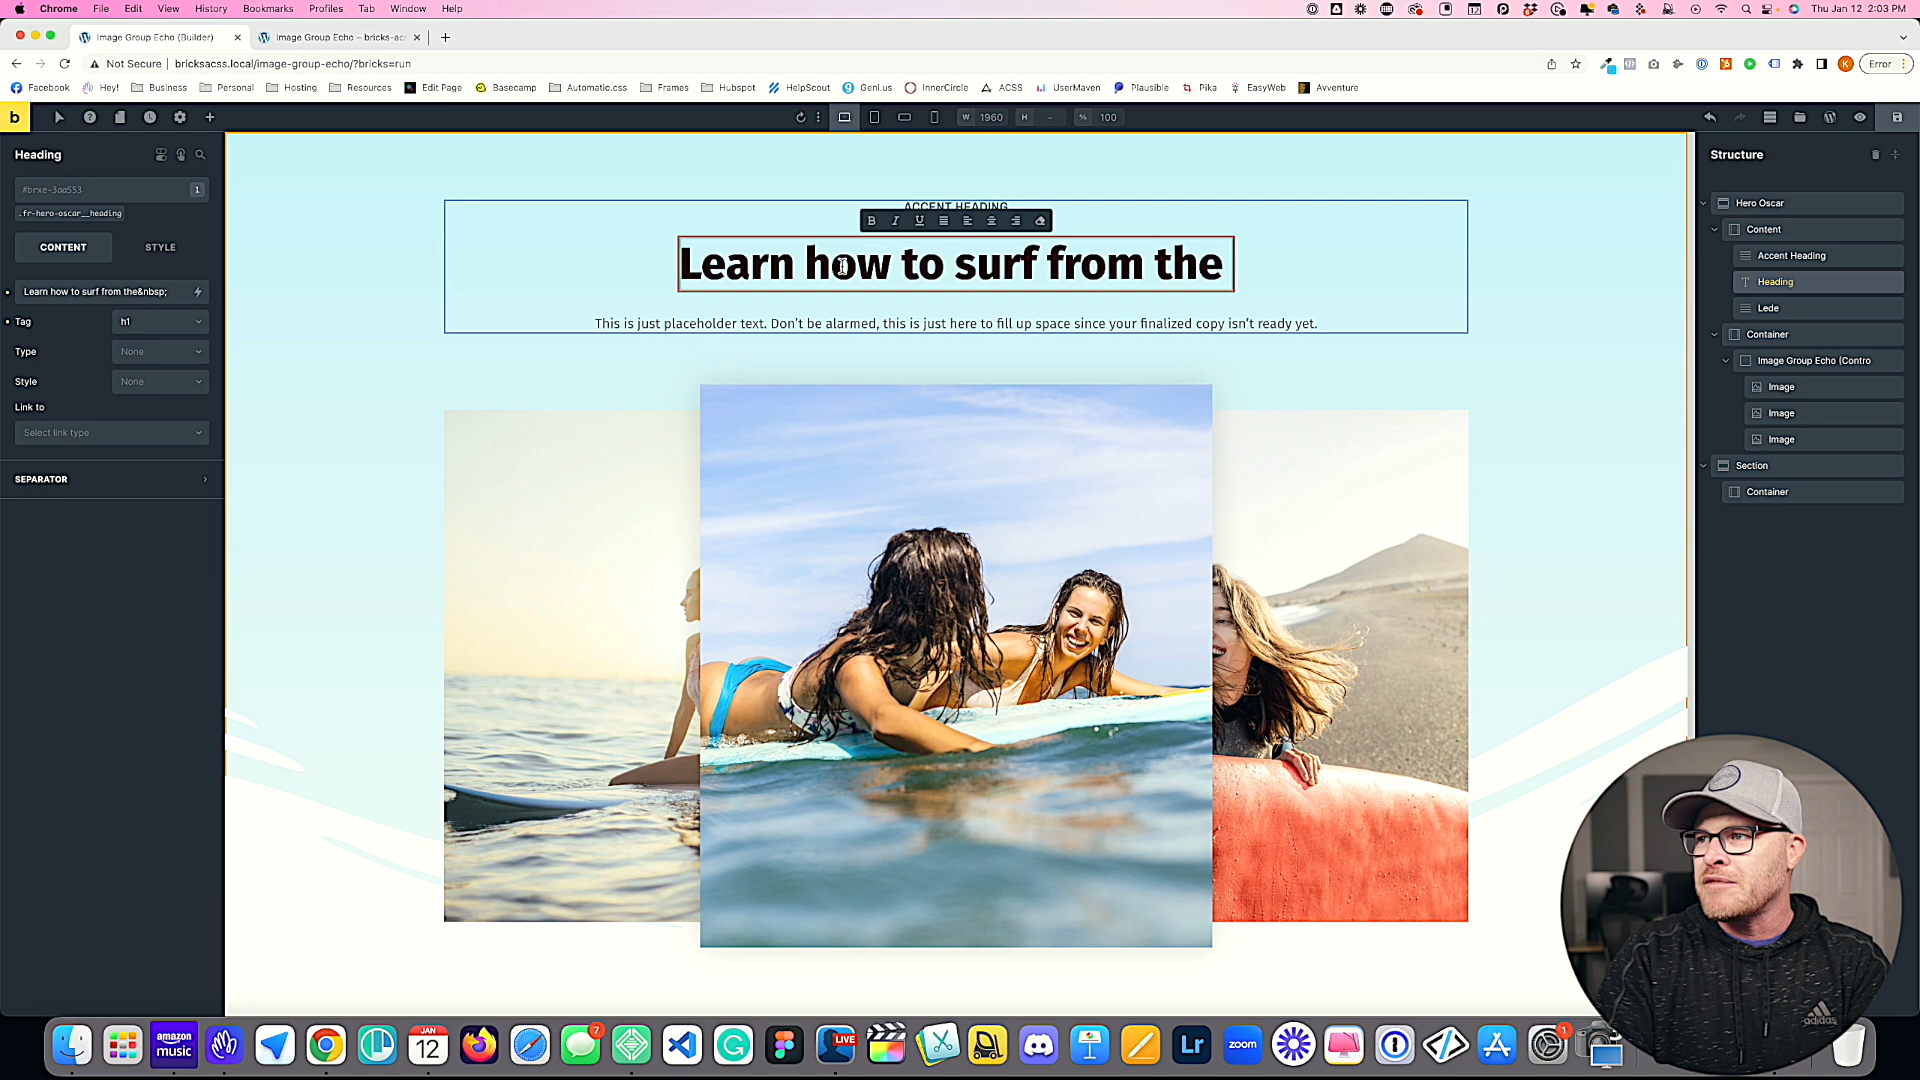 Chrome File Edit View History Bookmarks Profiles Tab Window Help
Thu Jan 12 2:03 PM
Image Group Echo (Builder)
Image Group Echo – bricks-ac
Not Secure bricksacss.local/image-group-echo/?bricks=run
Error
Facebook Hey! Business Personal Hosting Resources Edit Page Basecamp Automatic.css Frames Hubspot HelpScout Geni.us InnerCircle ACSS UserMaven Plausible Pika EasyWeb Avventure
b
W 1960 H - % 100
Heading
#brxe-3aa553 1
.fr-hero-oscar__heading
CONTENT STYLE
Learn how to surf from the&nbsp;
Tag h1
Type None
Style None
Link to
Select link type
SEPARATOR
ACCENT HEADING
B I U
Learn how to surf from the
This is just placeholder text. Don't be alarmed, this is just here to fill up space since your finalized copy isn't ready yet.
Structure
Hero Oscar
Content
Accent Heading
Heading
Lede
Container
Image Group Echo (Contro
Image
Image
Image
Section
Container
adidas
amazon music
JAN 12
7
LIVE
Lr
zoom
1